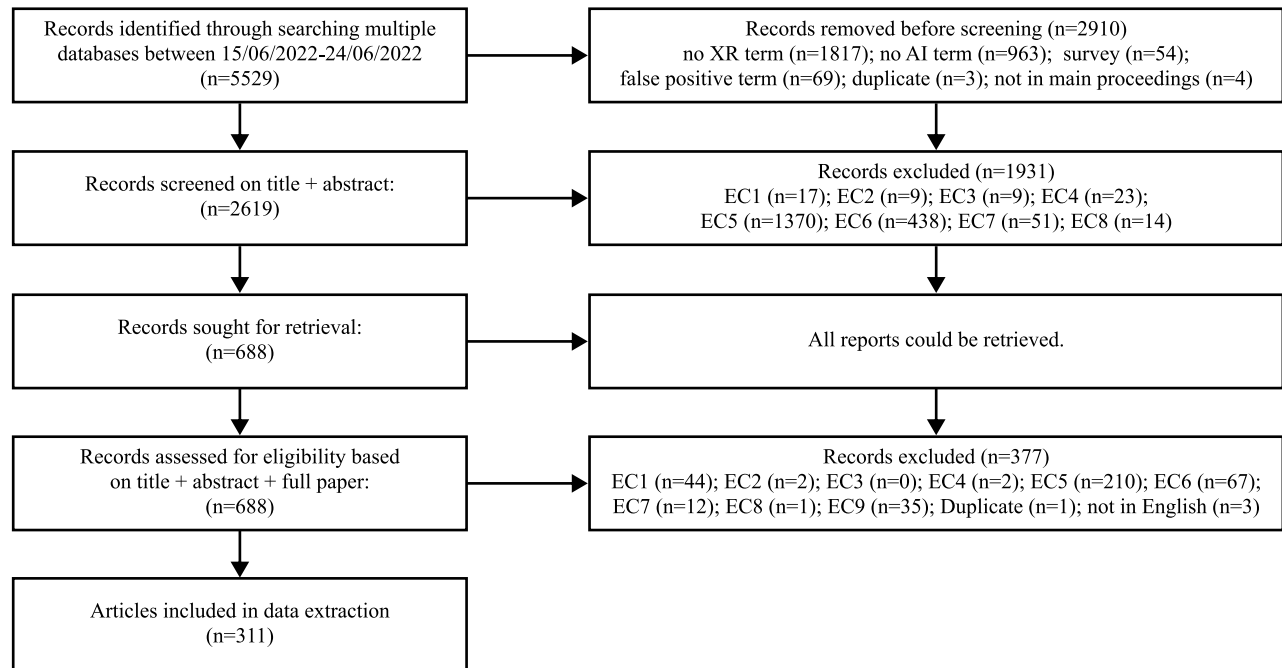 Records identified through searching multiple
databases between 15/06/2022-24/06/2022
(n=5529)
Records removed before screening (n=2910)
no XR term (n=1817); no AI term (n=963); survey (n=54);
false positive term (n=69); duplicate (n=3); not in main proceedings (n=4)
Records screened on title + abstract:
(n=2619)
Records excluded (n=1931)
EC1 (n=17); EC2 (n=9); EC3 (n=9); EC4 (n=23);
EC5 (n=1370); EC6 (n=438); EC7 (n=51); EC8 (n=14)
Records sought for retrieval:
(n=688)
All reports could be retrieved.
Records assessed for eligibility based
on title + abstract + full paper:
(n=688)
Records excluded (n=377)
EC1 (n=44); EC2 (n=2); EC3 (n=0); EC4 (n=2); EC5 (n=210); EC6 (n=67);
EC7 (n=12); EC8 (n=1); EC9 (n=35); Duplicate (n=1); not in English (n=3)
Articles included in data extraction
(n=311)